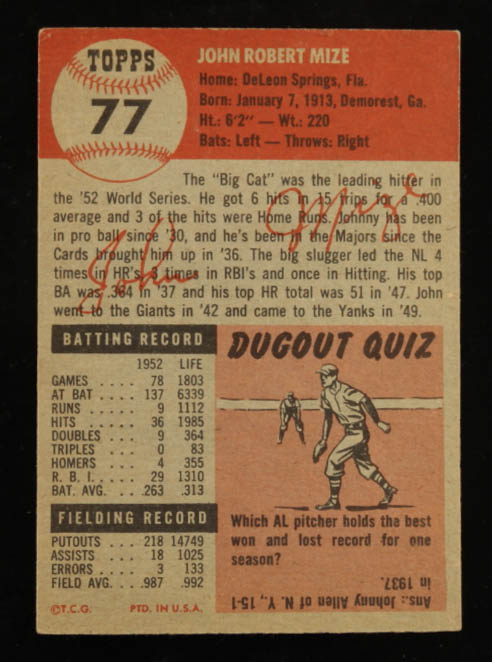 TOPPS
77
JOHN ROBERT MIZE
Home: DeLeon Springs, Fla.
Born: January 7, 1913, Demorest, Ga.
Ht.: 6'2" — Wt.: 220
Bats: Left — Throws: Right
The "Big Cat" was the leading hitter in
the '52 World Series. He got 6 hits in 15 trips for a .400
average and 3 of the hits were Home Runs. Johnny has been
in pro ball since '30, and he's been in the Majors since the
Cards brought him up in '36. The big slugger led the NL 4
times in HR's, 3 times in RBI's and once in Hitting. His top
BA was .364 in '37 and his top HR total was 51 in '47. John
went to the Giants in '42 and came to the Yanks in '49.
John Mize
BATTING RECORD
1952 LIFE
GAMES .... 78 1803
AT BAT .... 137 6339
RUNS .... 9 1112
HITS .... 36 1985
DOUBLES ... 9 364
TRIPLES ... 0 83
HOMERS ... 4 355
R. B. I. .... 29 1310
BAT. AVG. .. .263 .313
FIELDING RECORD
PUTOUTS ... 218 14749
ASSISTS ... 18 1025
ERRORS ... 3 133
FIELD AVG. .. .987 .992
©T.C.G. PTD. IN U.S.A.
DUGOUT QUIZ
Which AL pitcher holds the best
won and lost record for one
season?
Ans.: Johnny Allen of N. Y., 15-1
in 1937.